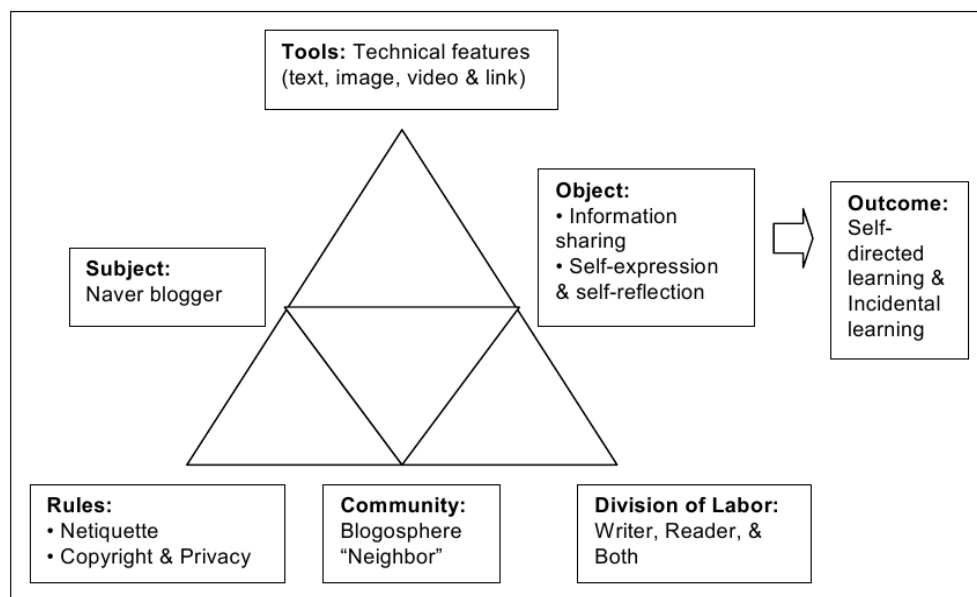 Tools: Technical features
(text, image, video & link)
Object:
• Information
sharing
• Self-expression
& self-reflection
Outcome:
Self-
directed
learning &
Incidental
learning
Subject:
Naver blogger
Rules:
• Netiquette
• Copyright & Privacy
Community:
Blogosphere
“Neighbor”
Division of Labor:
Writer, Reader, &
Both